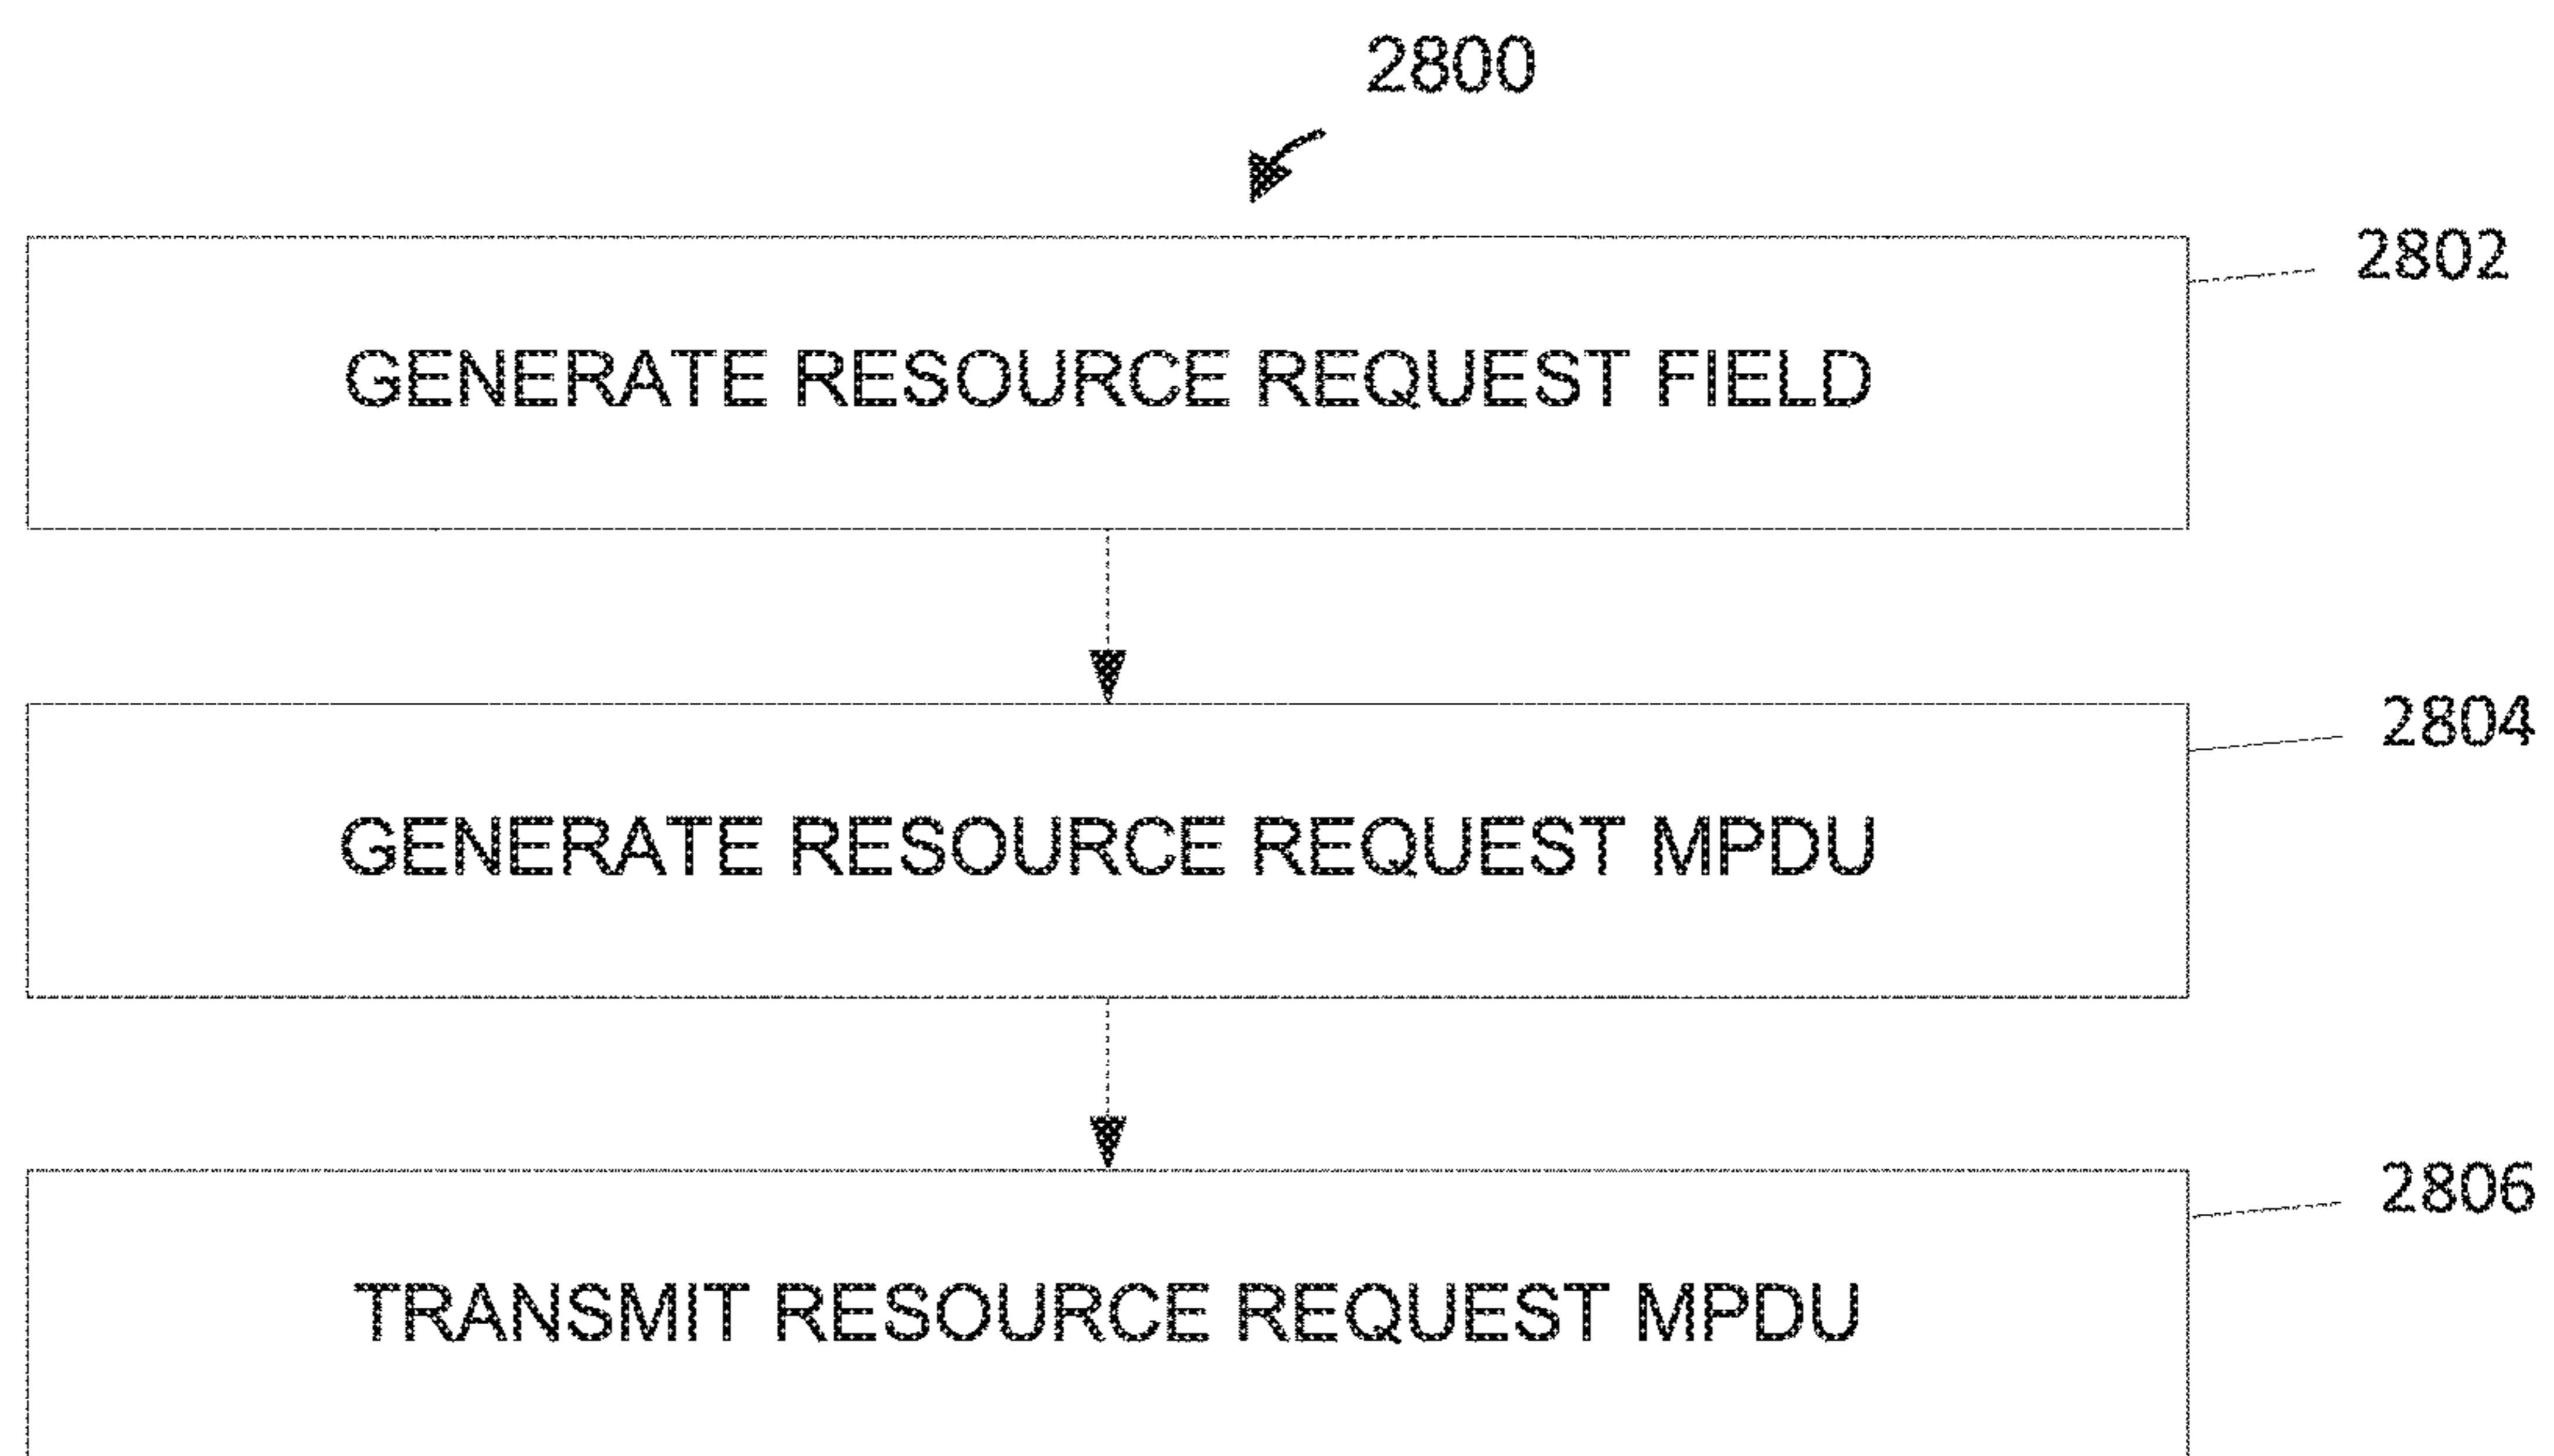 2800
2802
GENERATE RESOURCE REQUEST FIELD
2804
GENERATE RESOURCE REQUEST MPDU
2806
TRANSMIT RESOURCE REQUEST MPDU